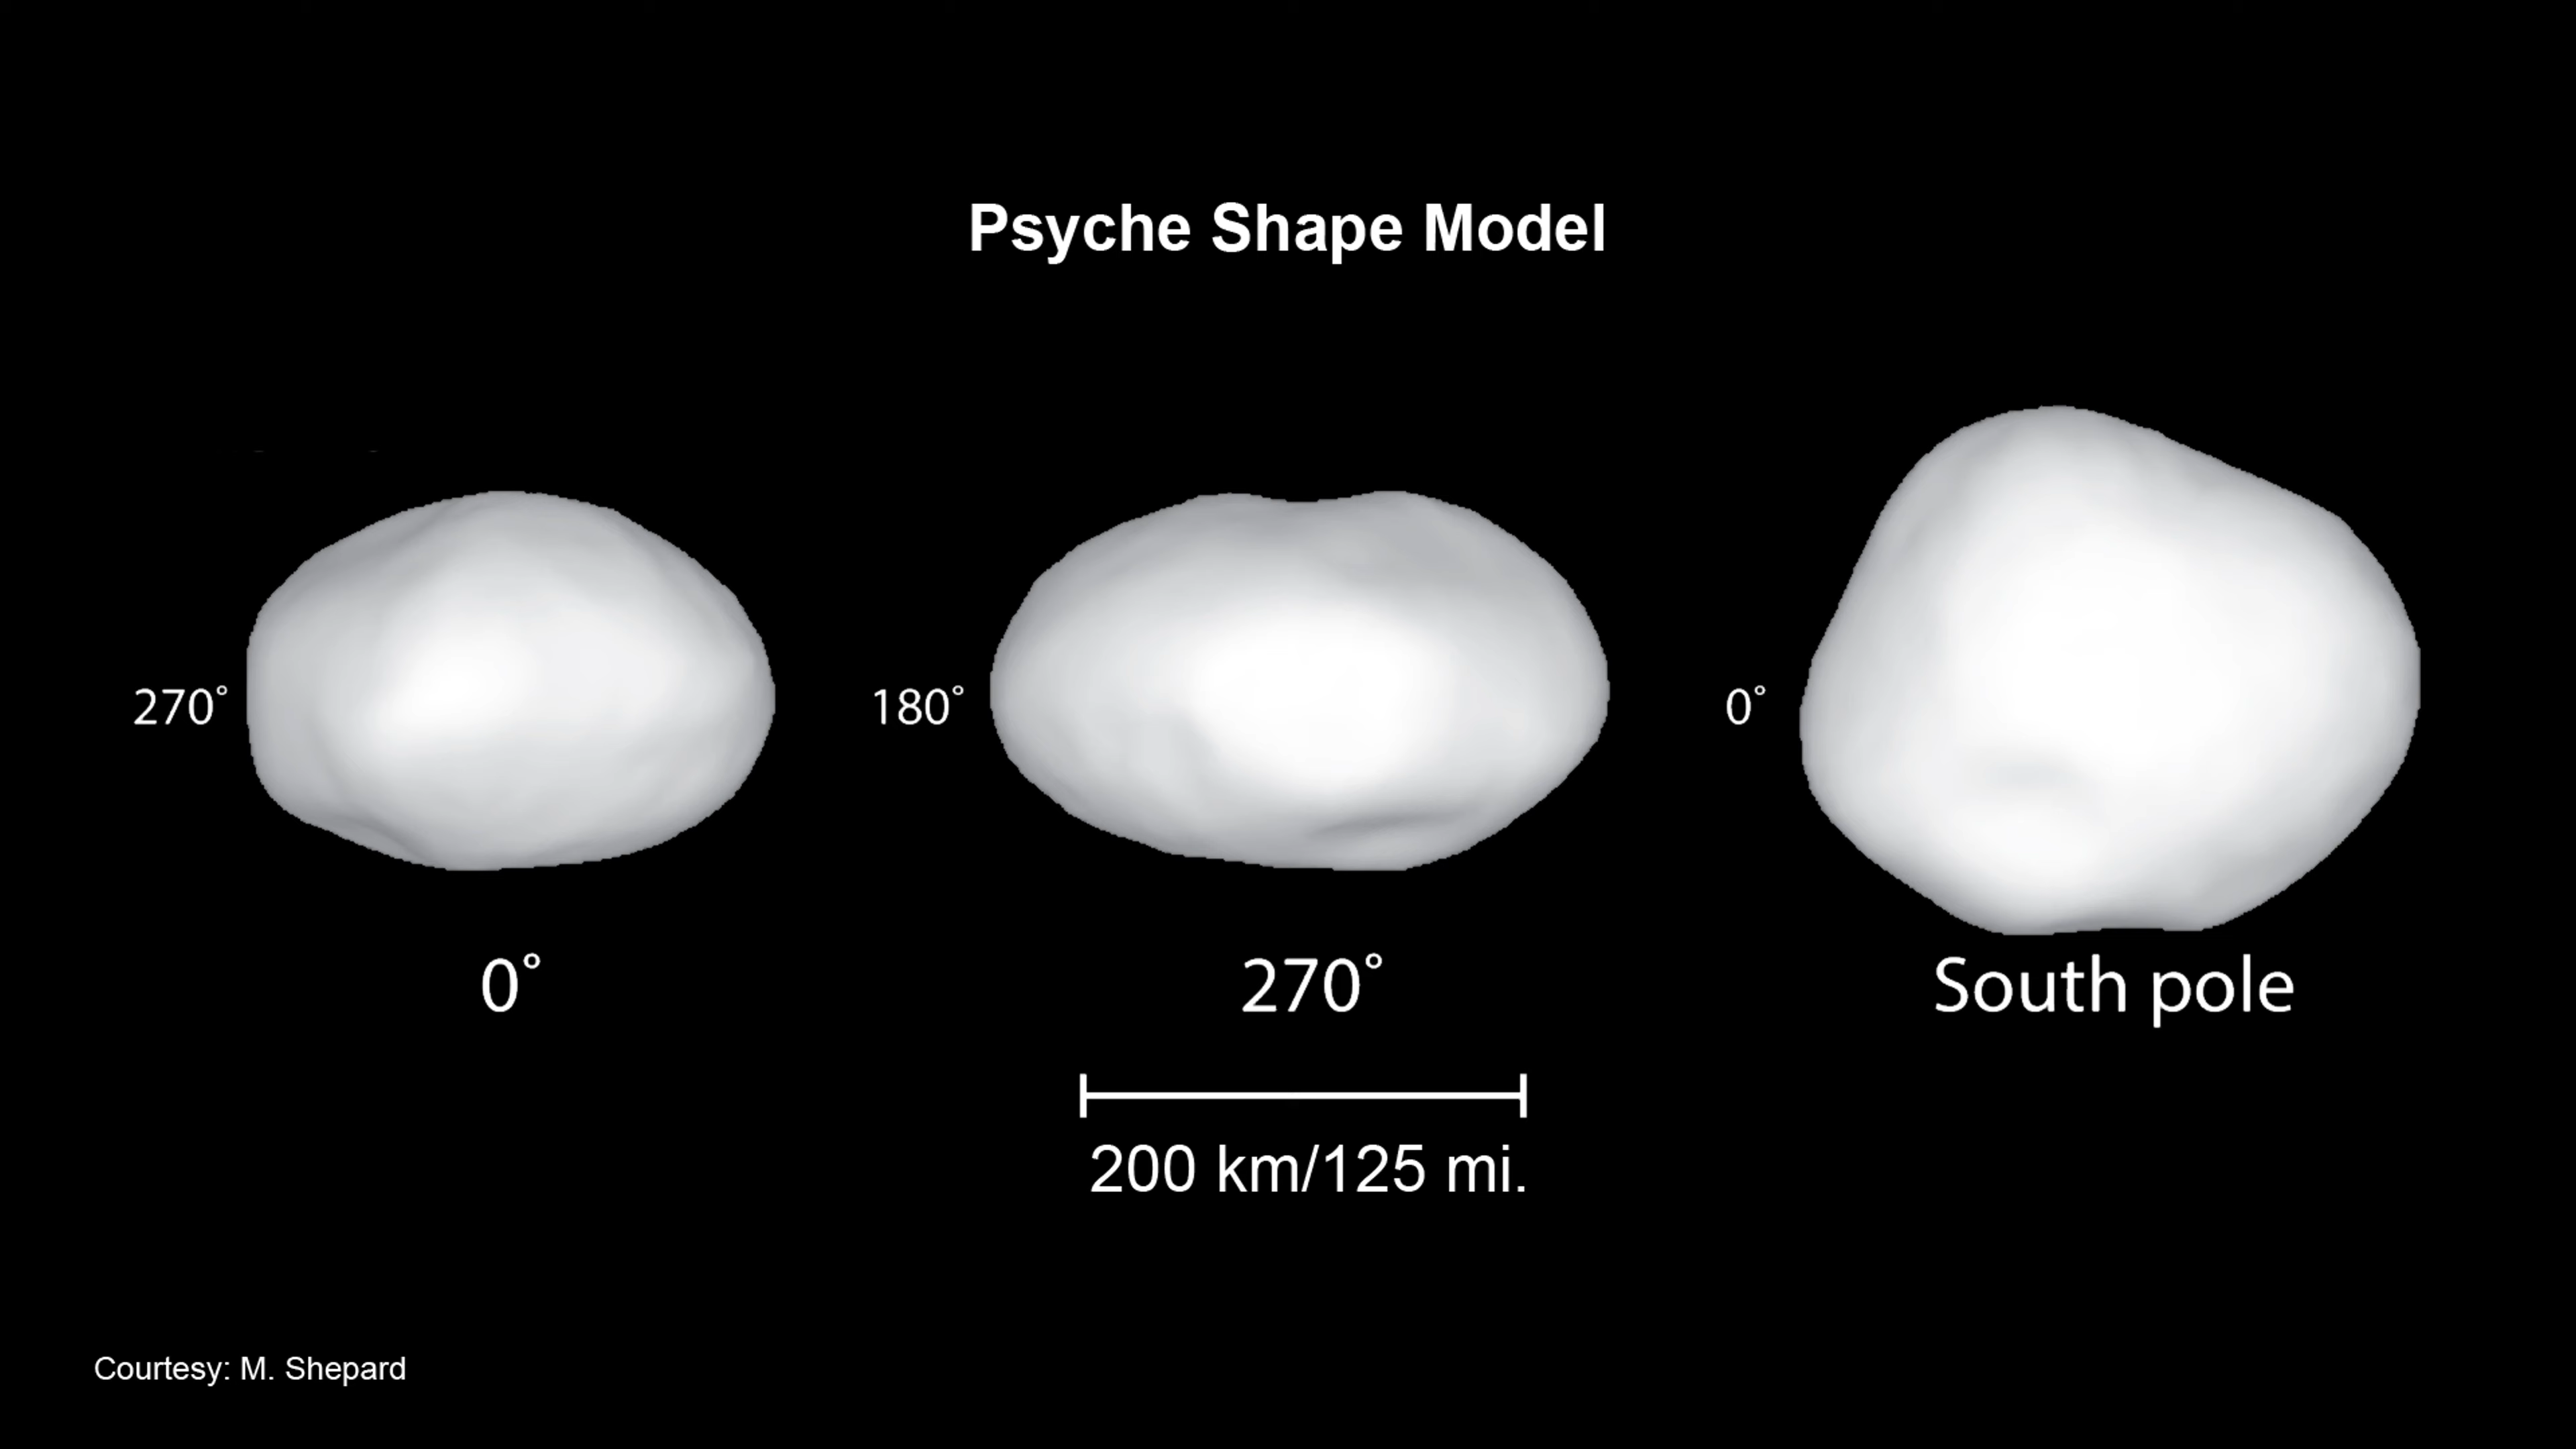 Psyche Shape Model
270°
180°
0°
0°
270°
South pole
200 km/125 mi.
Courtesy: M. Shepard